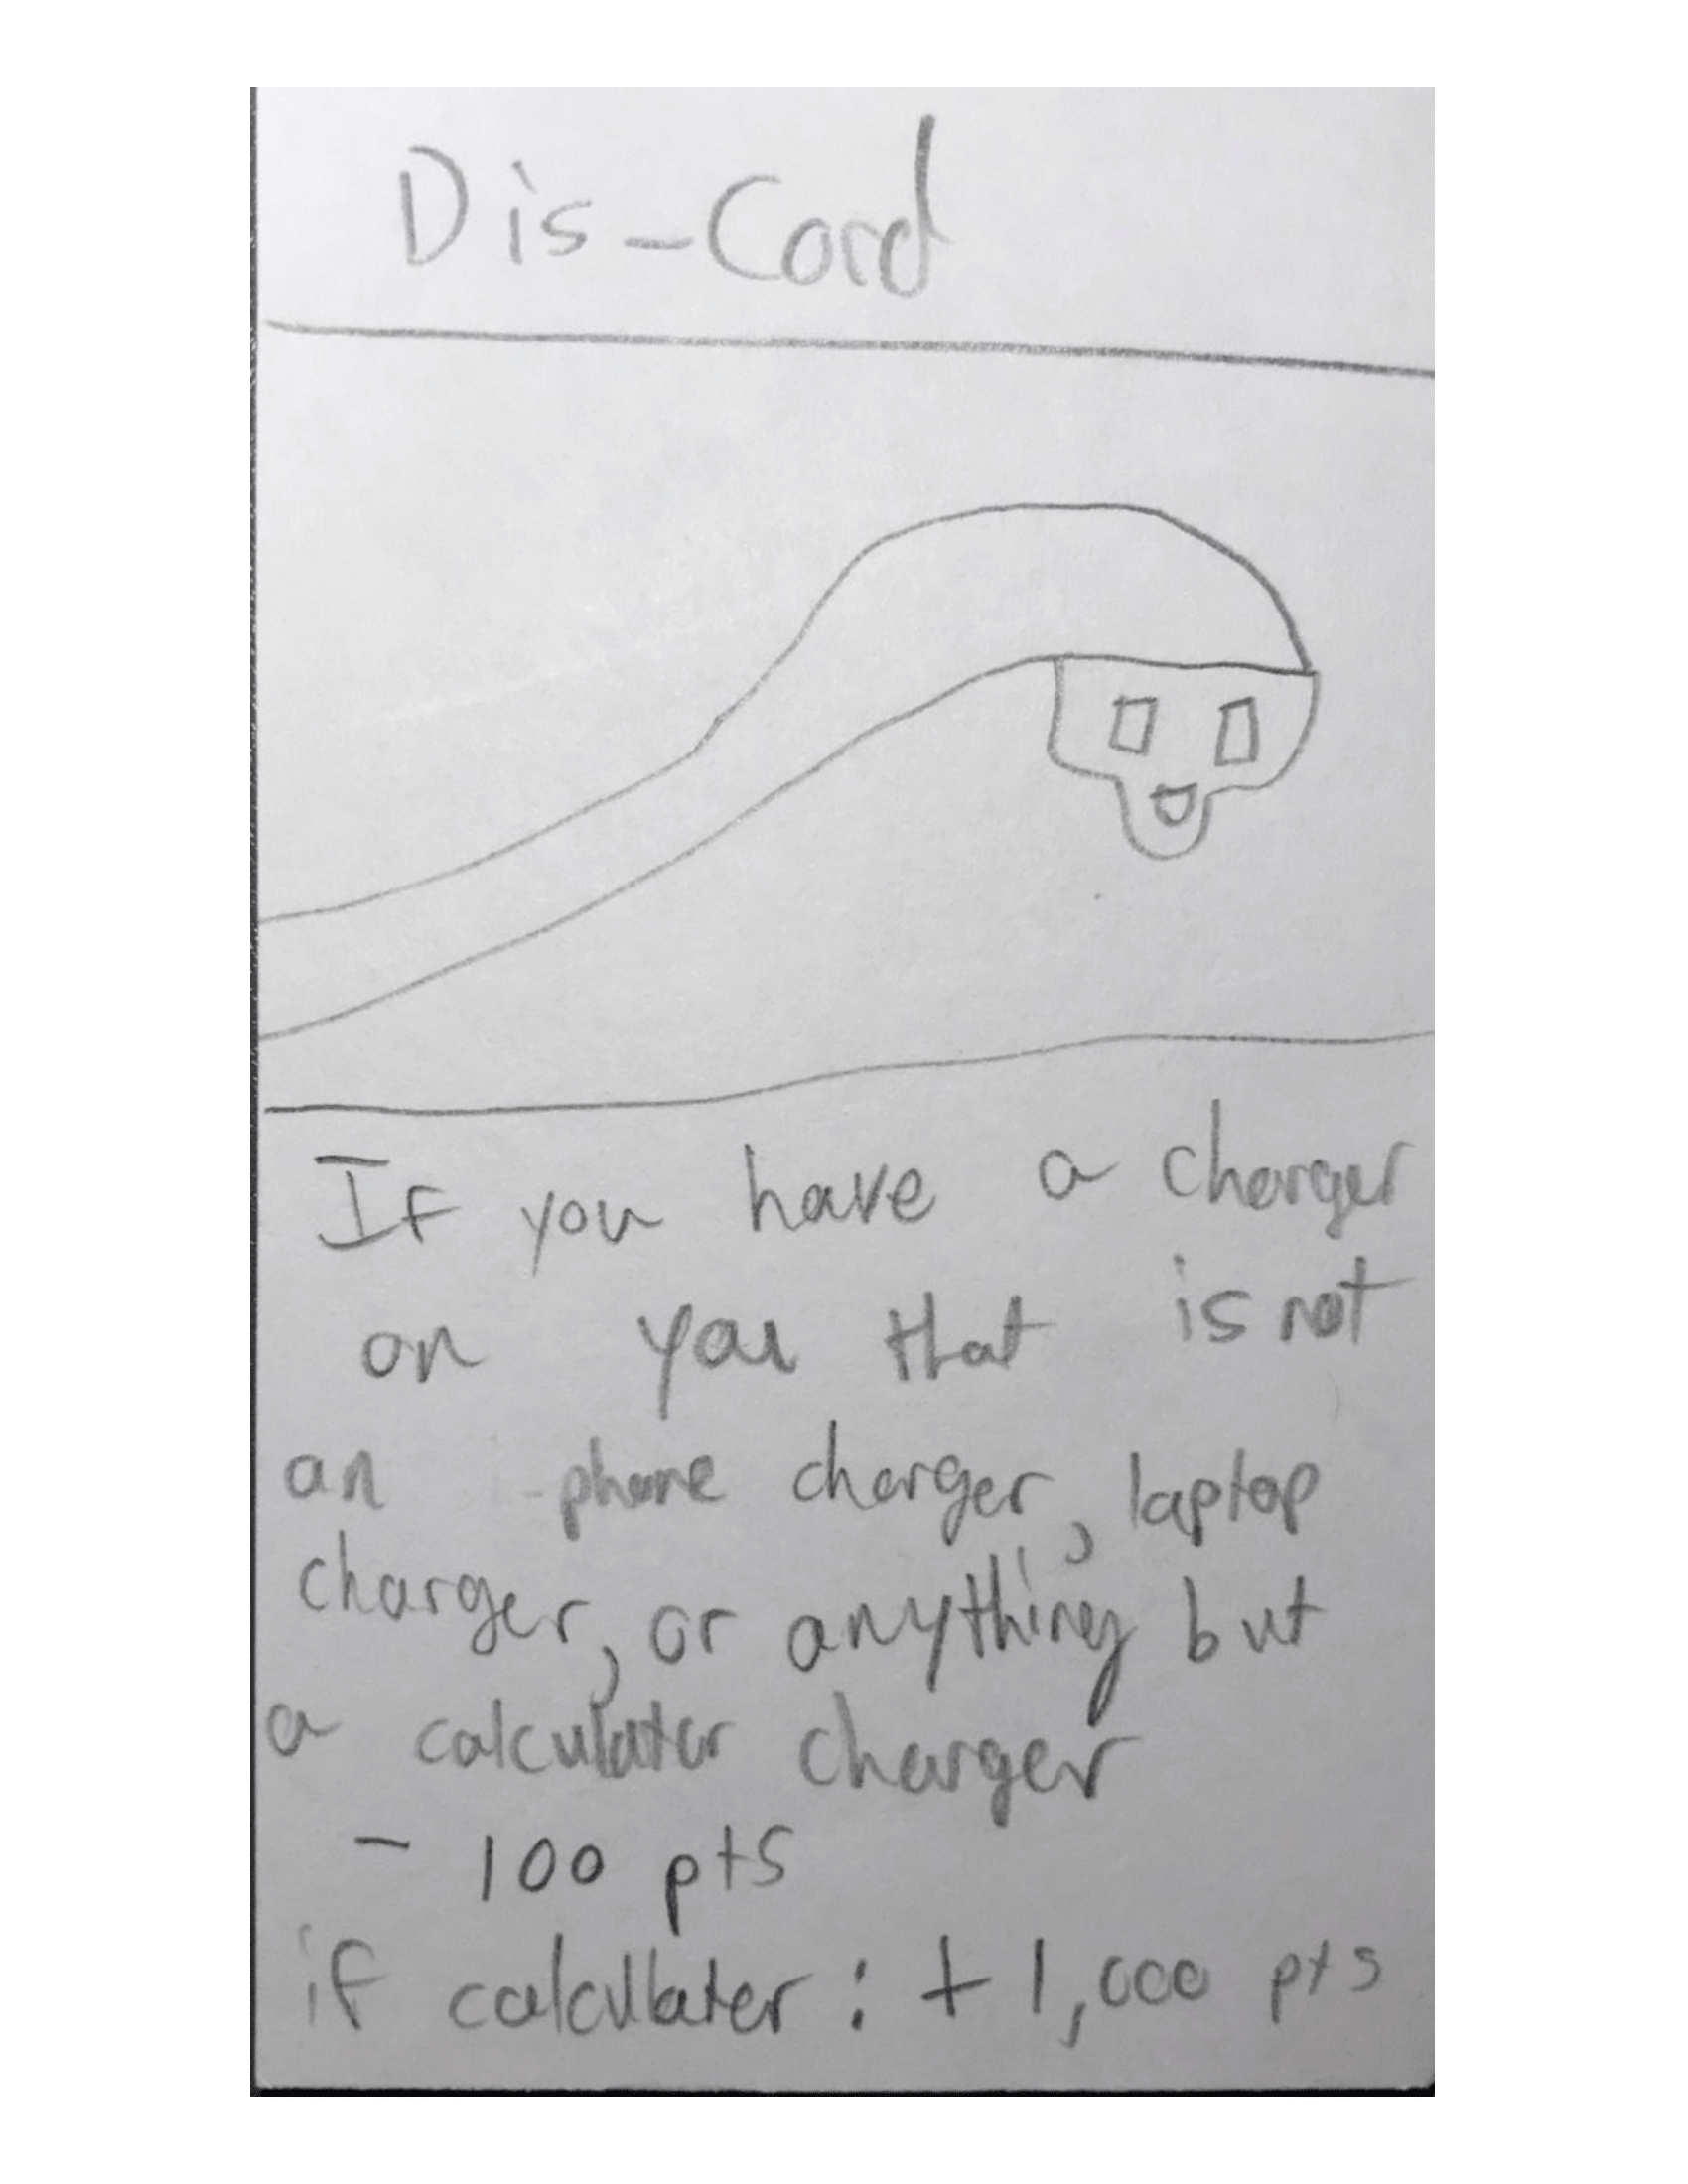 Dis-Cord
If you have a charger
on you that is not
an phone charger, laptop
charger, or anything but
a calculator charger
- 100 pts
if calculater: +1,000 pts